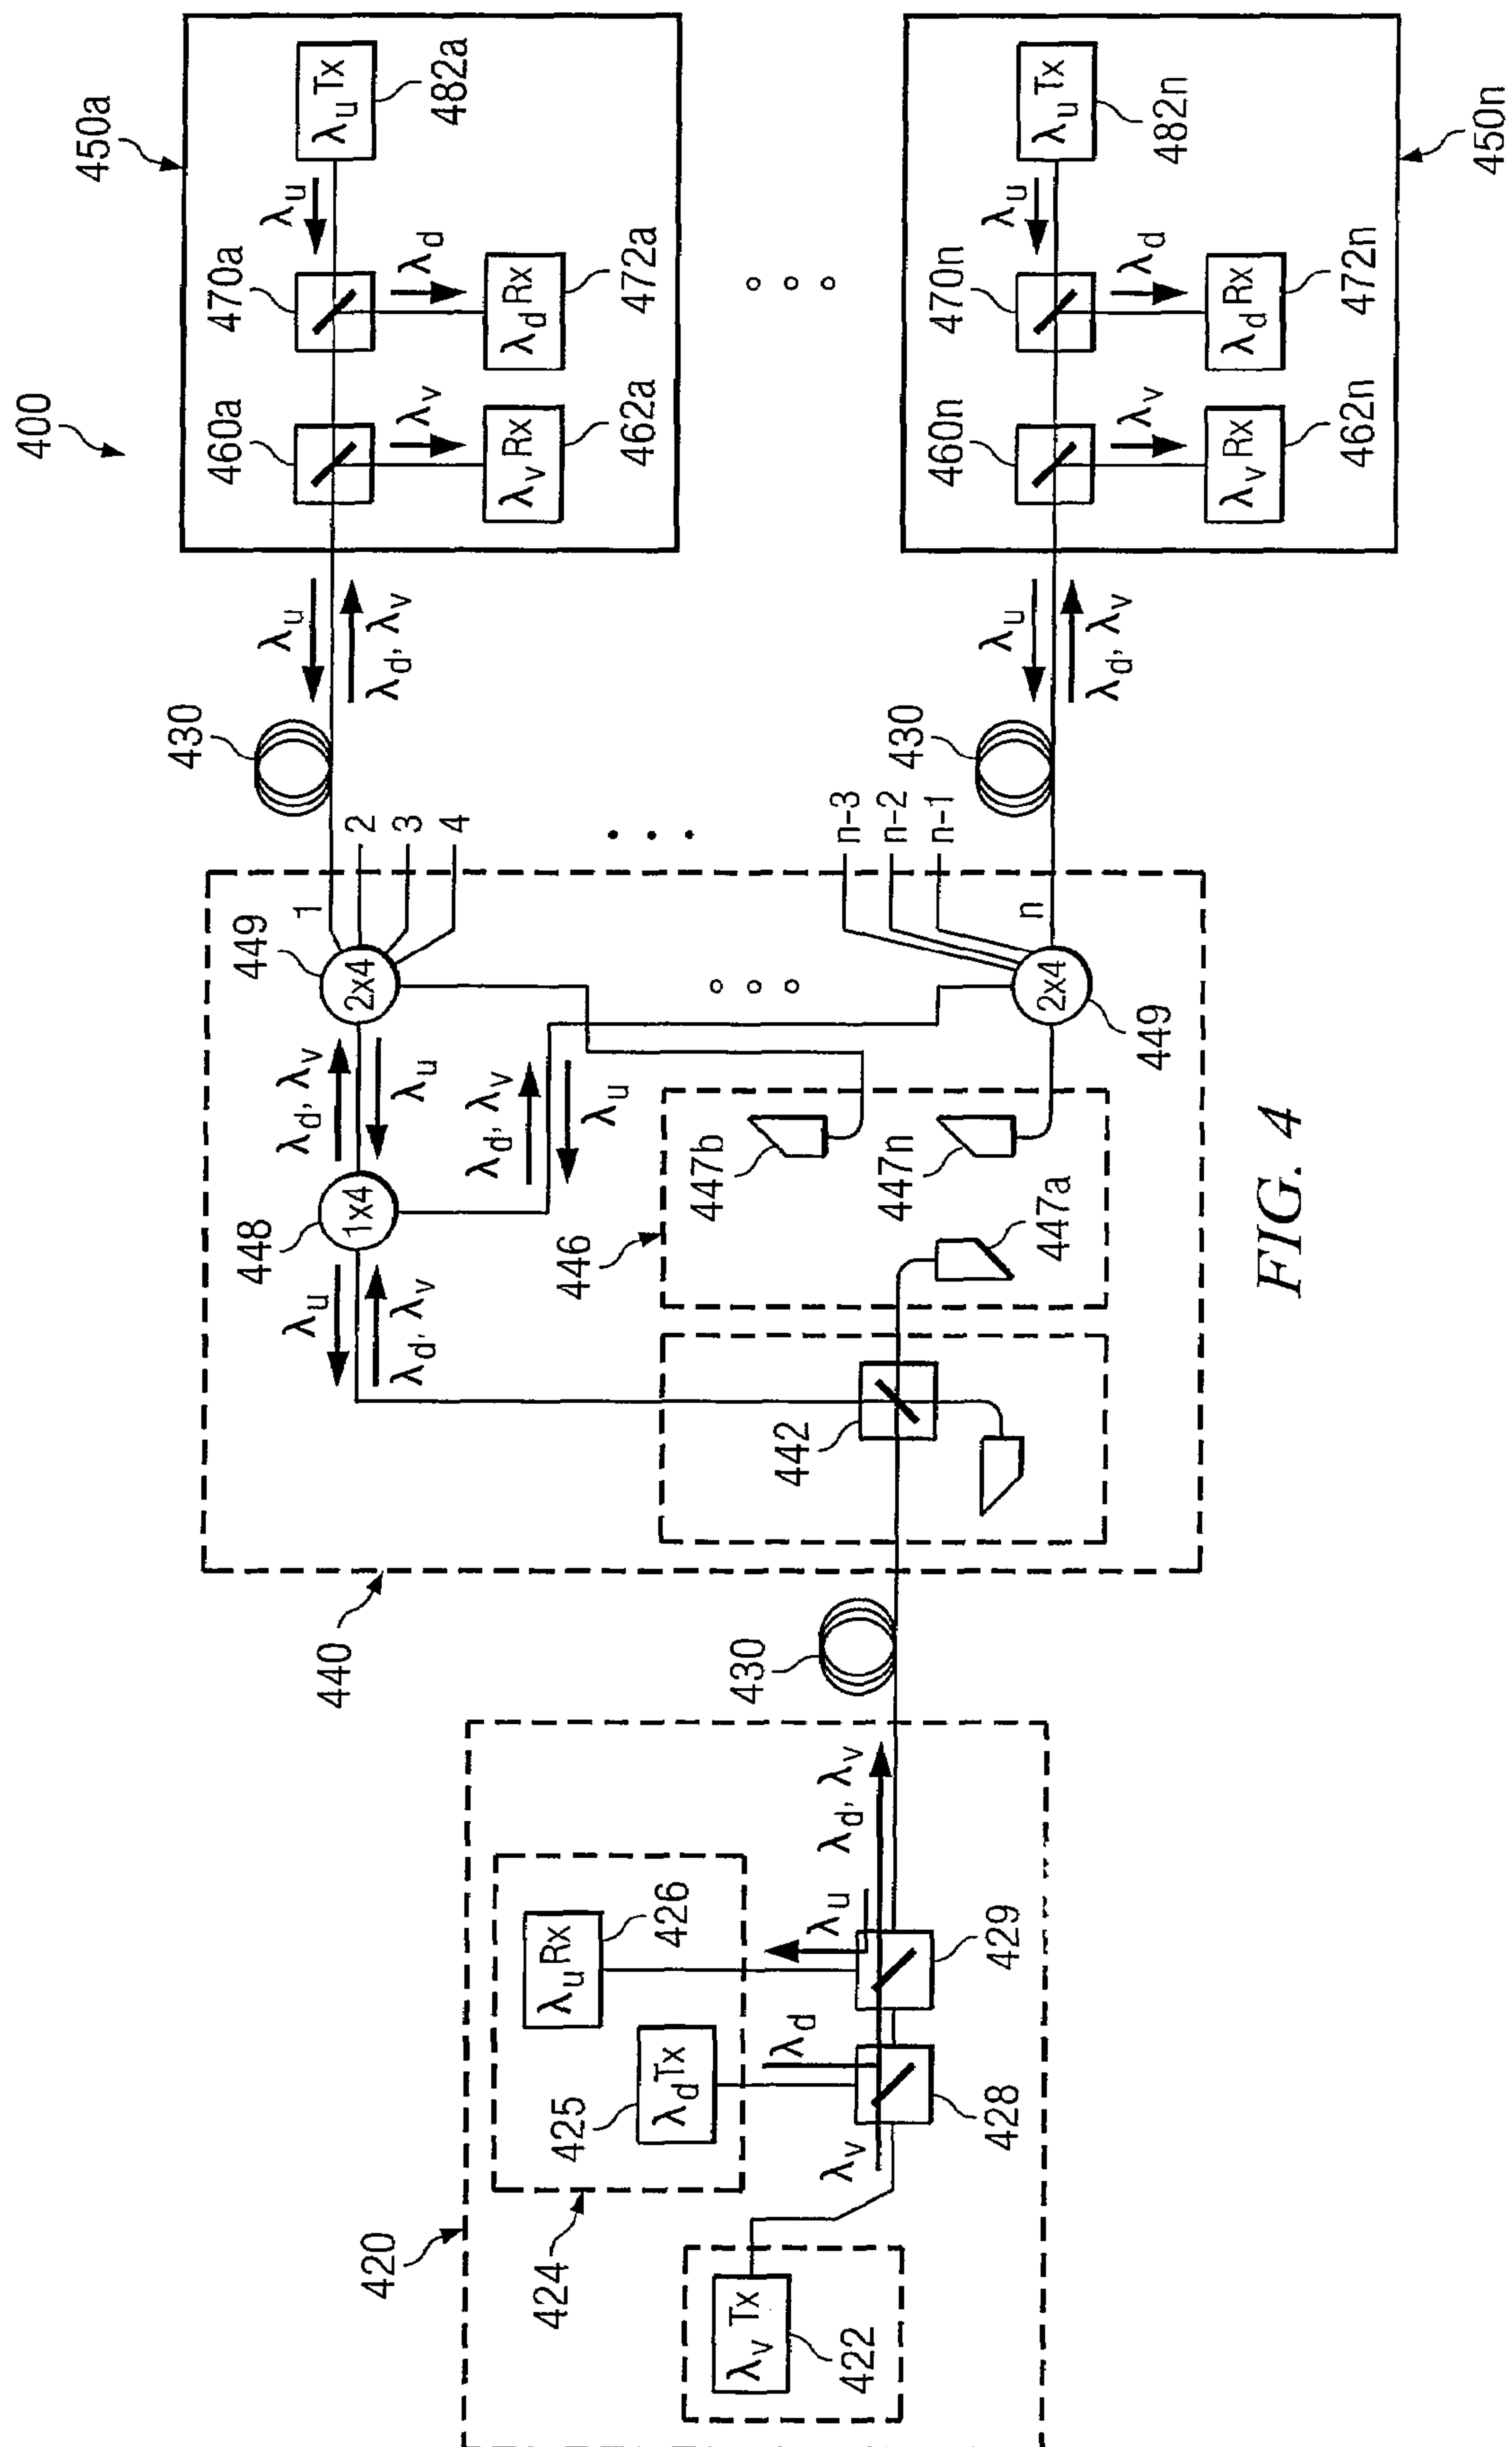 400
420
422
λv Tx
424
425
λd Tx
λu Rx
426
λv
λd
λu
λd, λv
428
429
430
440
442
λu
λd, λv
448
1x4
λd, λv
λu
λd, λv
λu
446
447b
447n
447a
449
2x4
1
2
3
4
n-3
n-2
n-1
n
2x4
449
430
λu
λd, λv
430
λu
λd, λv
450a
460a
λv
λv Rx
462a
470a
λd
λd Rx
472a
λu
λu Tx
482a
450n
460n
λv
λv Rx
462n
470n
λd
λd Rx
472n
λu
λu Tx
482n
FIG. 4